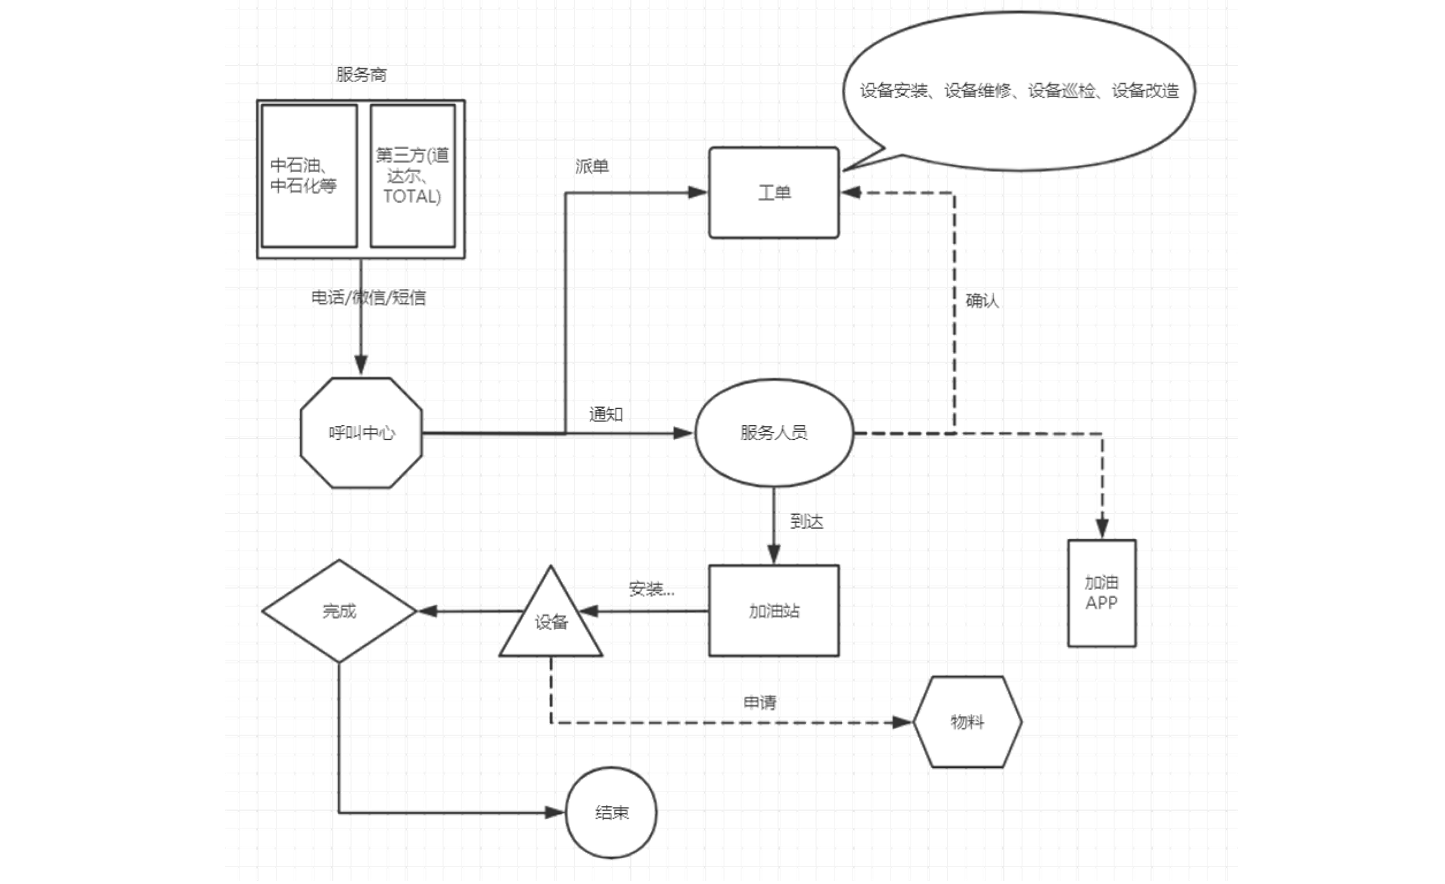 服务商
设备安装、设备维修、设备巡检、设备改造
中石油、
中石化等
第三方(道
达尔、
TOTAL)
派单
工单
电话/微信/短信
确认
呼叫中心
通知
服务人员
到达
加油
APP
完成
设备
安装...
加油站
申请
物料
结束